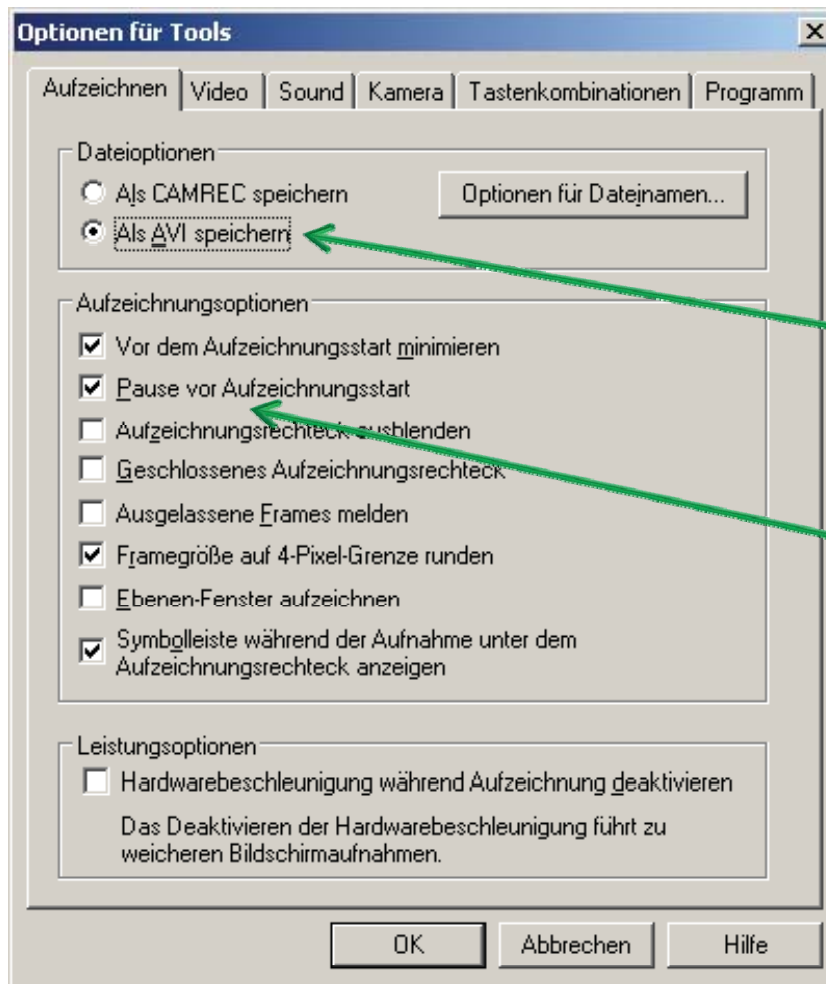 Optionen für Tools
Aufzeichnen Video Sound Kamera Tastenkombinationen Programm
Dateioptionen
Als CAMREC speichern Optionen für Dateinamen...
Als AVI speichern
Aufzeichnungsoptionen
Vor dem Aufzeichnungsstart minimieren
Pause vor Aufzeichnungsstart
Aufzeichnungsrechteck ausblenden
Geschlossenes Aufzeichnungsrechteck
Ausgelassene Frames melden
Framegröße auf 4-Pixel-Grenze runden
Ebenen-Fenster aufzeichnen
Symbolleiste während der Aufnahme unter dem
Aufzeichnungsrechteck anzeigen
Leistungsoptionen
Hardwarebeschleunigung während Aufzeichnung deaktivieren
Das Deaktivieren der Hardwarebeschleunigung führt zu
weicheren Bildschirmaufnahmen.
OK Abbrechen Hilfe